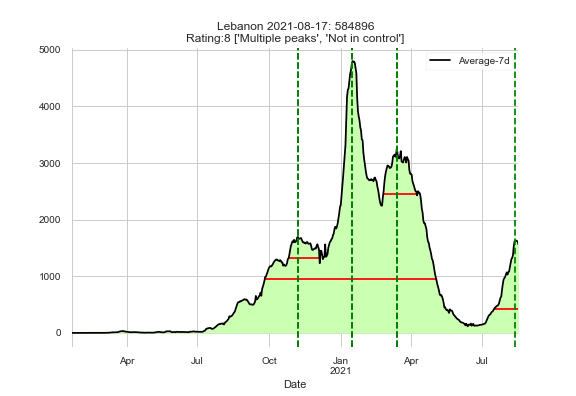 Lebanon 2021-08-17: 584896
Rating:8 ['Multiple peaks', 'Not in control']
Average-7d
5000
4000
3000
2000
1000
0
Apr
Jul
Oct
Jan
2021
Apr
Jul
Date